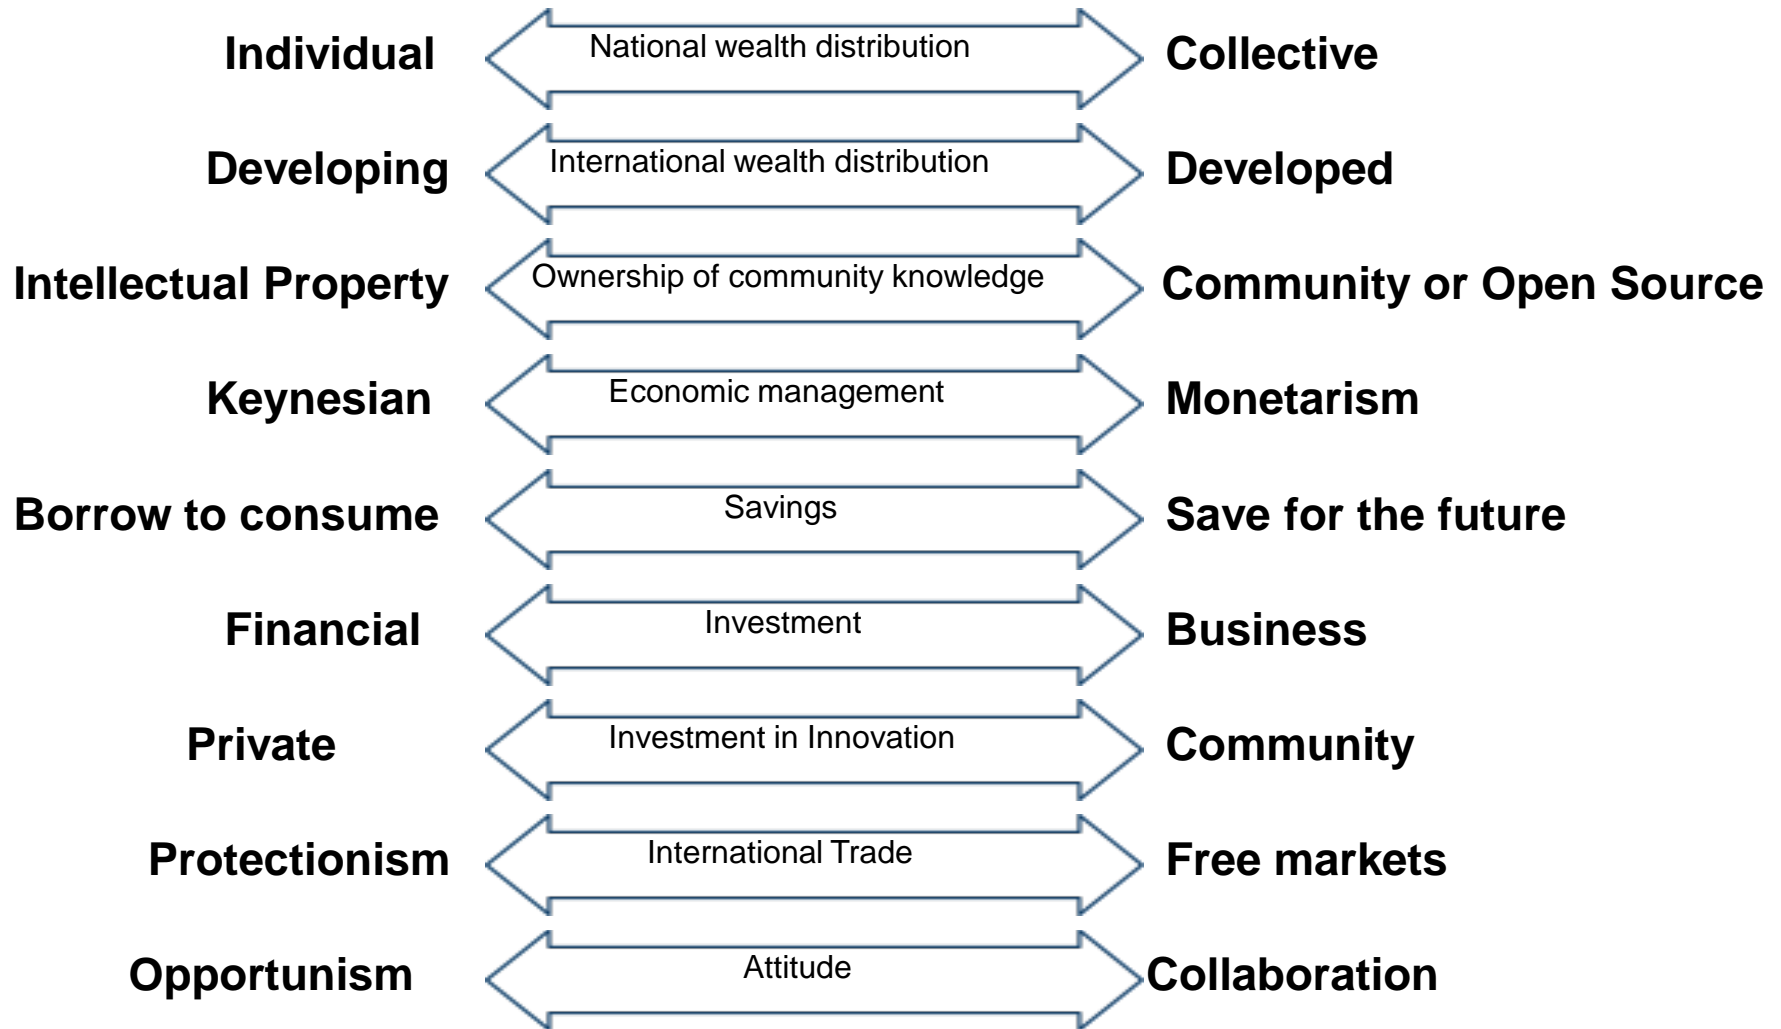 Individual National wealth distribution Collective
Developing International wealth distribution Developed
Intellectual Property Ownership of community knowledge Community or Open Source
Keynesian Economic management Monetarism
Borrow to consume Savings Save for the future
Financial Investment Business
Private Investment in Innovation Community
Protectionism International Trade Free markets
Opportunism Attitude Collaboration